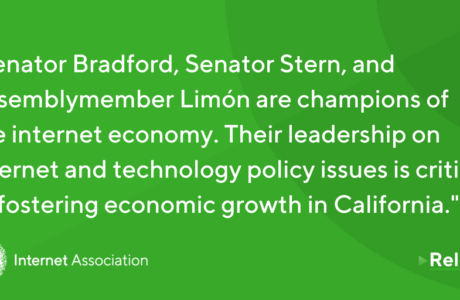 enator Bradford, Senator Stern, and
ssemblymember Limón are champions of
e internet economy. Their leadership on
ernet and technology policy issues is criti
fostering economic growth in California."
Internet Association
Rel